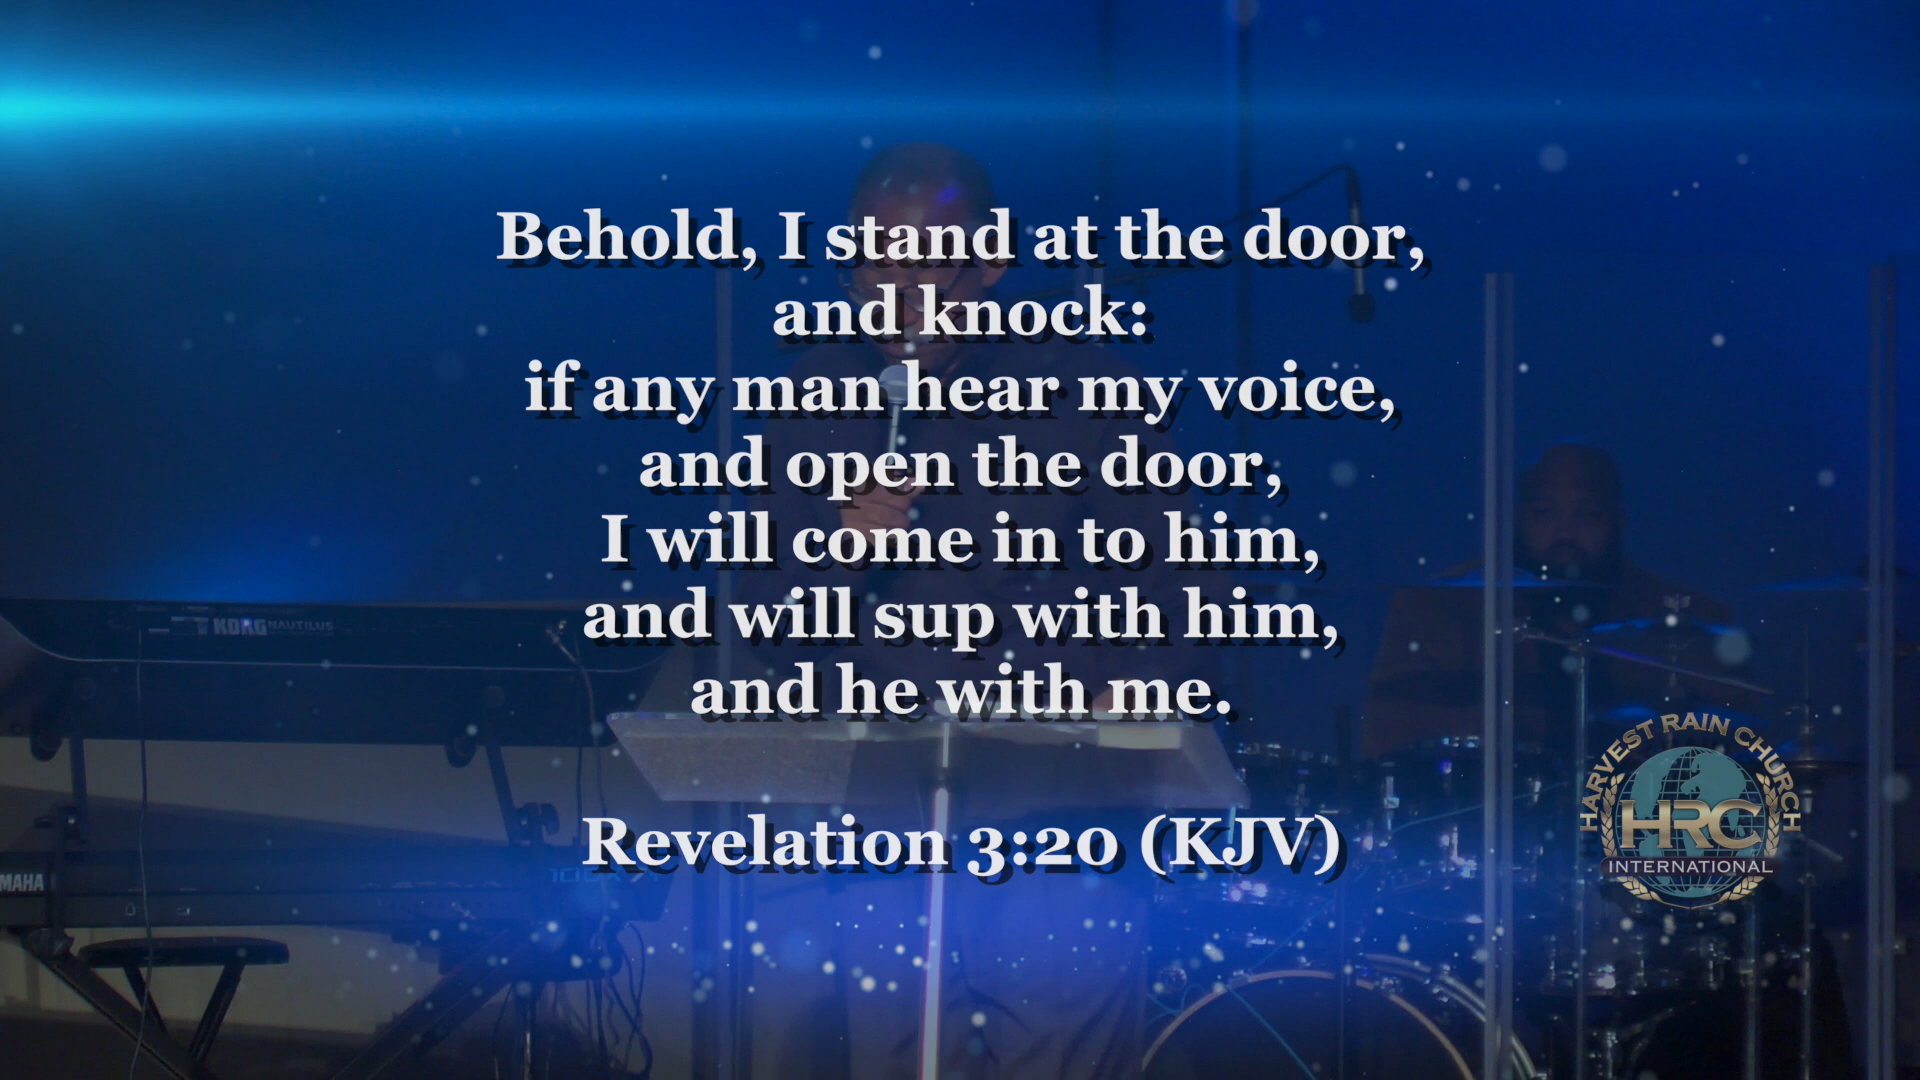 Behold, I stand at the door,
and knock:
if any man hear my voice,
and open the door,
I will come in to him,
and will sup with him,
and he with me.
Revelation 3:20 (KJV)
KORG NAUTILUS
MAHA
HARVEST RAIN CHURCH
HRC
INTERNATIONAL